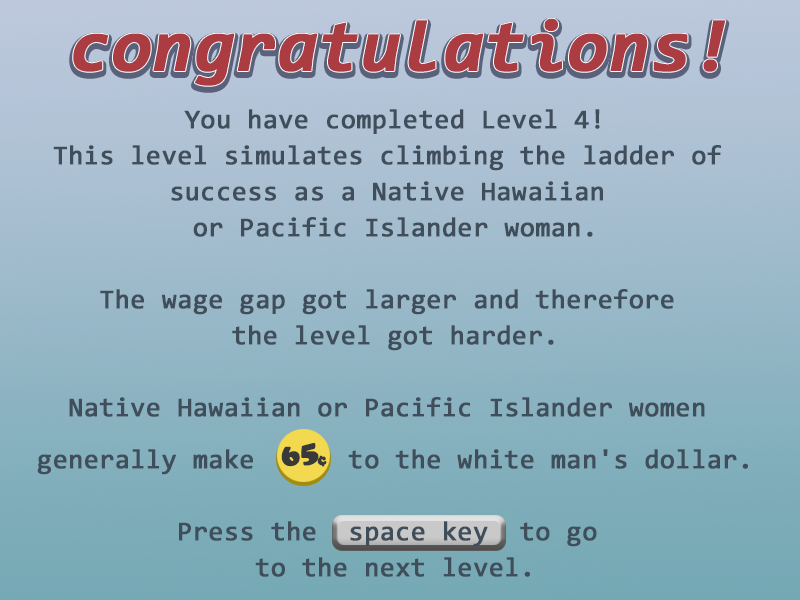 congratulations!
You have completed Level 4!
This level simulates climbing the ladder of
success as a Native Hawaiian
or Pacific Islander woman.
The wage gap got larger and therefore
the level got harder.
Native Hawaiian or Pacific Islander women
generally make 65¢ to the white man's dollar.
Press the space key to go
to the next level.